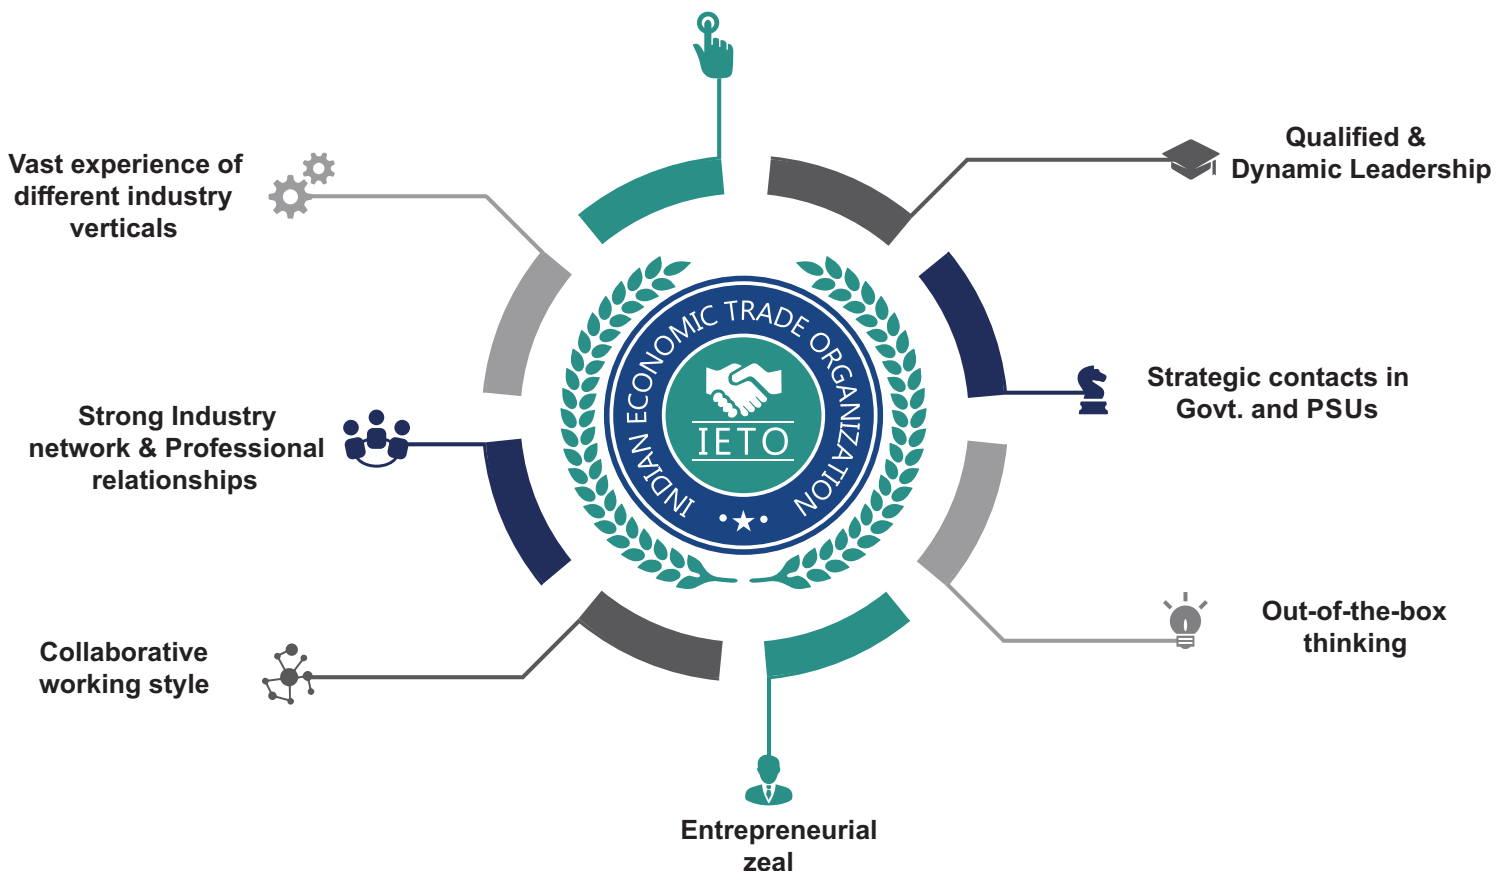 Vast experience of
different industry
verticals
Qualified &
Dynamic Leadership
INDIAN ECONOMIC TRADE ORGANIZATION
IETO
Strategic contacts in
Govt. and PSUs
Strong Industry
network & Professional
relationships
Out-of-the-box
thinking
Collaborative
working style
Entrepreneurial
zeal